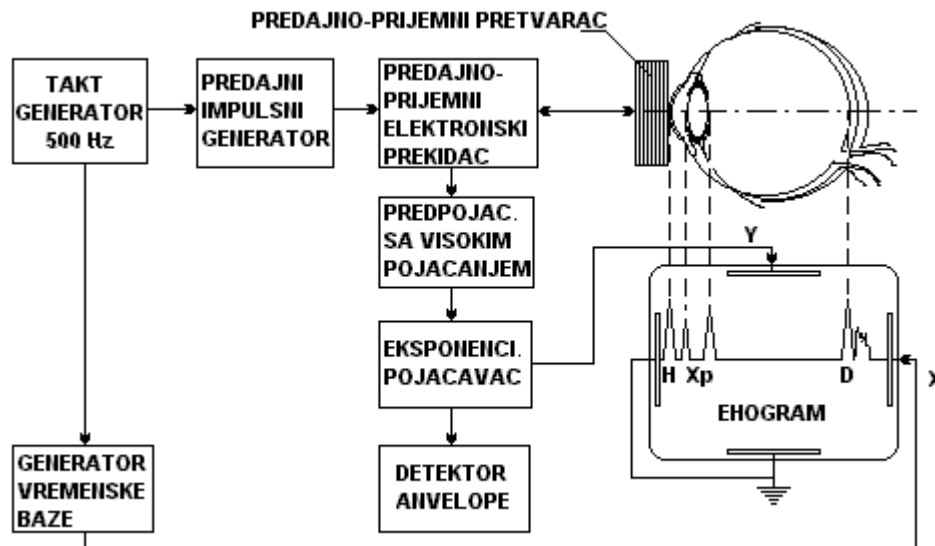 PREDAJNO-PRIJEMNI PRETVARAC
TAKT
GENERATOR
500 Hz
PREDAJNI
IMPULSNI
GENERATOR
PREDAJNO-
PRIJEMNI
ELEKTRONSKI
PREKIDAC
PREDPOJAC.
SA VISOKIM
POJACANJEM
Y
EKSPONENCI.
POJACAVAC
H Xp D
X
EHOGRAM
GENERATOR
VREMENSKE
BAZE
DETEKTOR
ANVELOPE